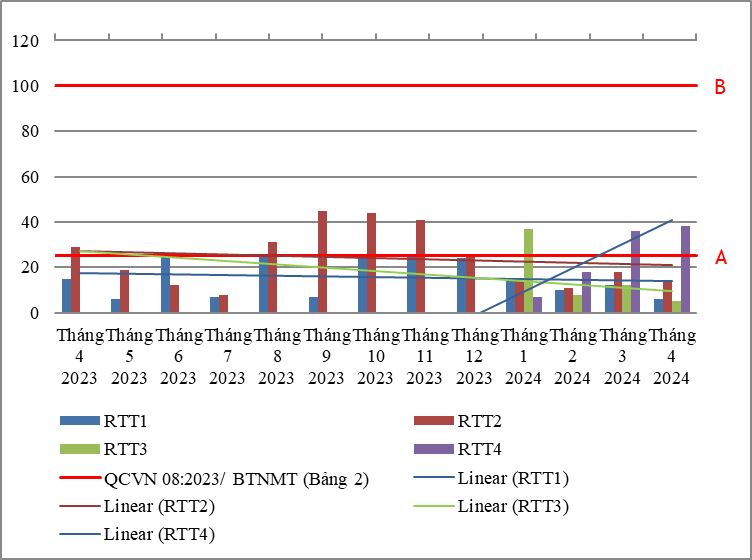 120
100
B
80
60
40
A
20
0
Tháng Tháng Tháng Tháng Tháng Tháng Tháng Tháng Tháng Tháng Tháng Tháng Tháng
4 5 6 7 8 9 10 11 12 1 2 3 4
2023 2023 2023 2023 2023 2023 2023 2023 2023 2024 2024 2024 2024
RTT1 RTT2
RTT3 RTT4
QCVN 08:2023/ BTNMT (Bảng 2) Linear (RTT1)
Linear (RTT2) Linear (RTT3)
Linear (RTT4)